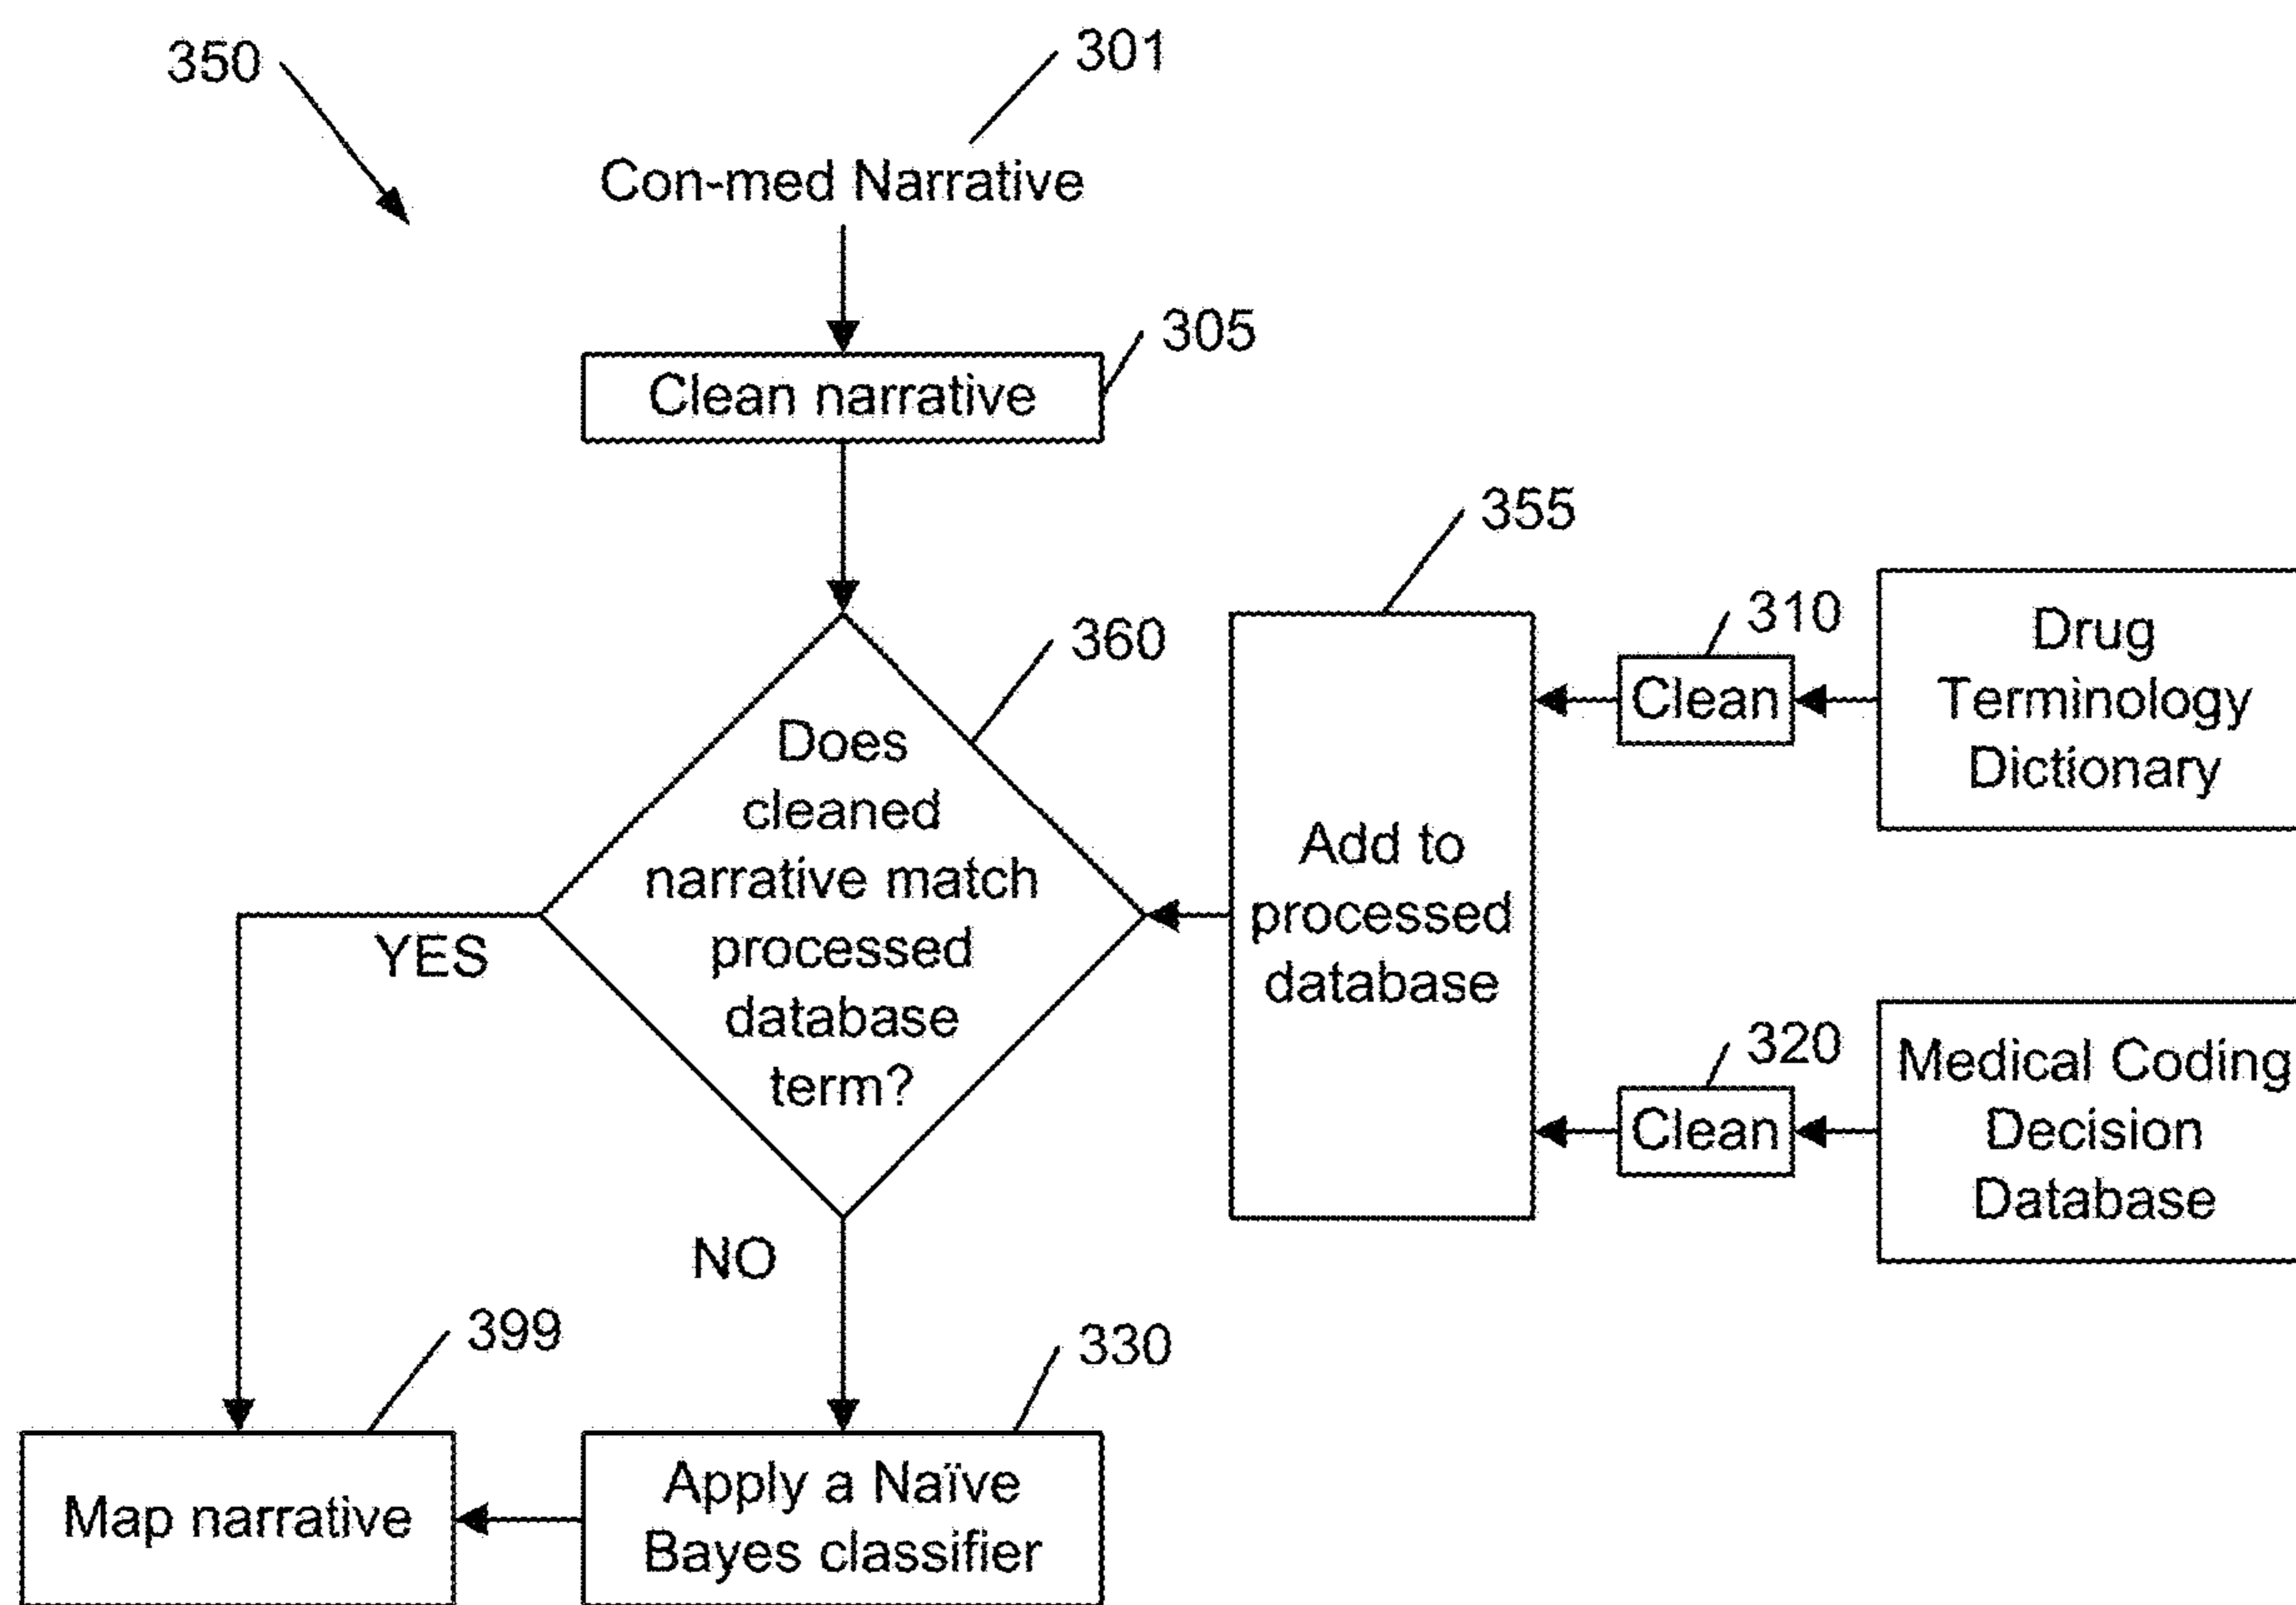 350
301
Con-med Narrative
305
Clean narrative
355
360
310
Drug
Terminology
Dictionary
Clean
Does
cleaned
narrative match
processed
database
term?
Add to
processed
database
320
Medical Coding
Decision
Database
Clean
YES
NO
399
330
Map narrative
Apply a Naïve
Bayes classifier